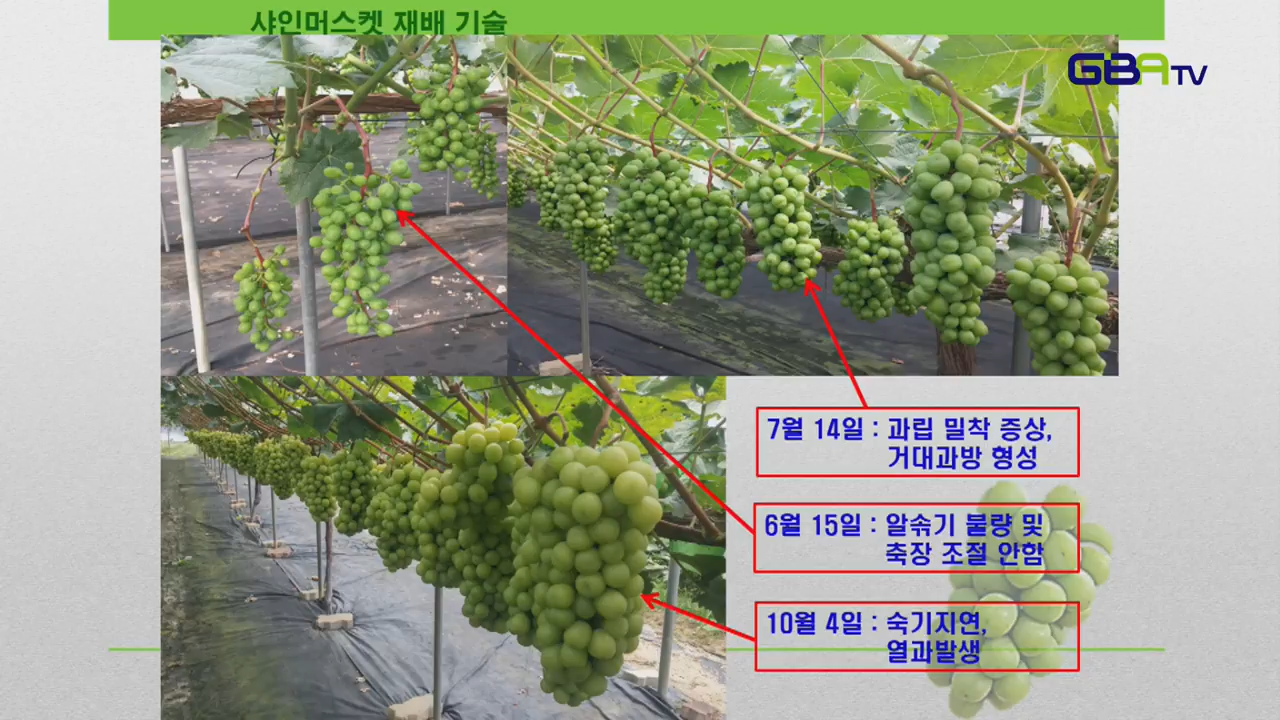 샤인머스켓 재배 기술
GBATV
7월 14일 : 과립 밀착 증상,
거대과방 형성
6월 15일 : 알솎기 불량 및
축장 조절 안함
10월 4일 : 숙기지연,
열과발생